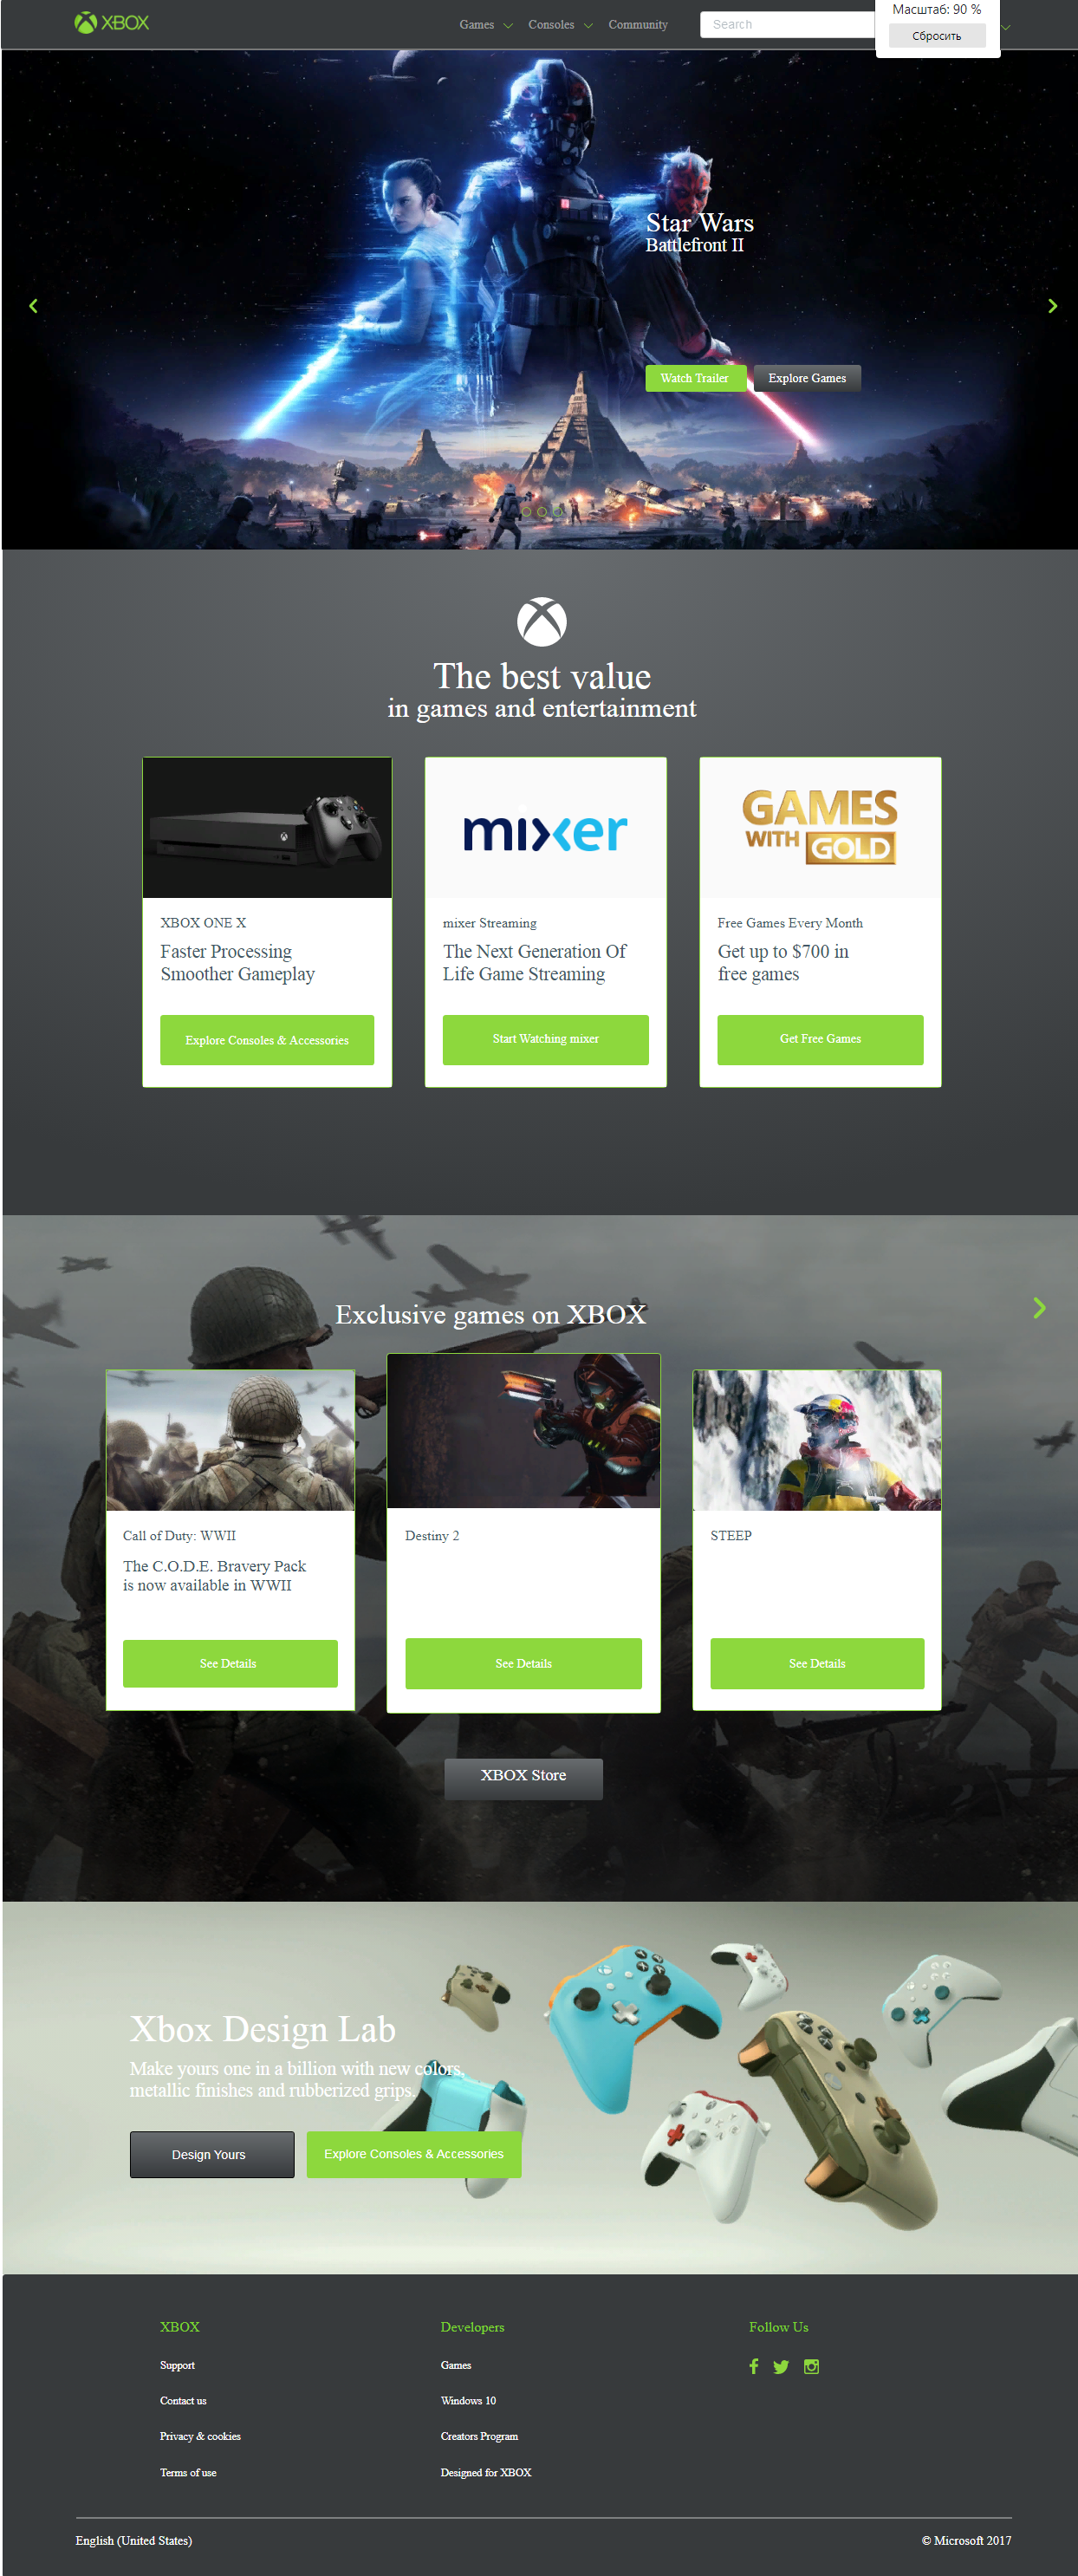 XBOX
Games
Consoles
Community
Search
Масштаб: 90 %
Сбросить
Star Wars
Battlefront II
Watch Trailer
Explore Games
The best value
in games and entertainment
mixer
GAMES
WITH GOLD
XBOX ONE X
Faster Processing
Smoother Gameplay
Explore Consoles & Accessories
mixer Streaming
The Next Generation Of
Life Game Streaming
Start Watching mixer
Free Games Every Month
Get up to $700 in
free games
Get Free Games
Exclusive games on XBOX
Call of Duty: WWII
The C.O.D.E. Bravery Pack
is now available in WWII
See Details
Destiny 2
See Details
STEEP
See Details
XBOX Store
Xbox Design Lab
Make yours one in a billion with new colors,
metallic finishes and rubberized grips.
Design Yours
Explore Consoles & Accessories
XBOX
Support
Contact us
Privacy & cookies
Terms of use
Developers
Games
Windows 10
Creators Program
Designed for XBOX
Follow Us
English (United States)
© Microsoft 2017